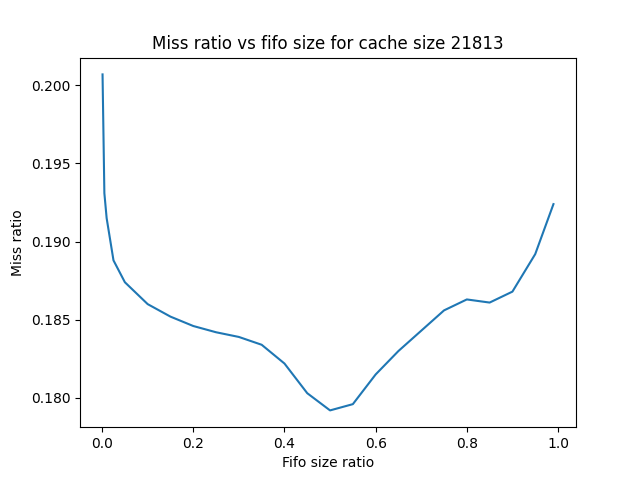 Miss ratio vs fifo size for cache size 21813
0.200
0.195
0.190
0.185
0.180
Miss ratio
0.0 0.2 0.4 0.6 0.8 1.0
Fifo size ratio